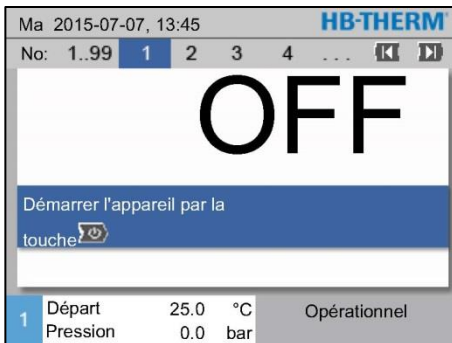 Ma 2015-07-07, 13:45 HB-THERM
No: 1..99 1 2 3 4 ...
OFF
Démarrer l'appareil par la
touche
1 Départ 25.0 °C Opérationnel
Pression 0.0 bar